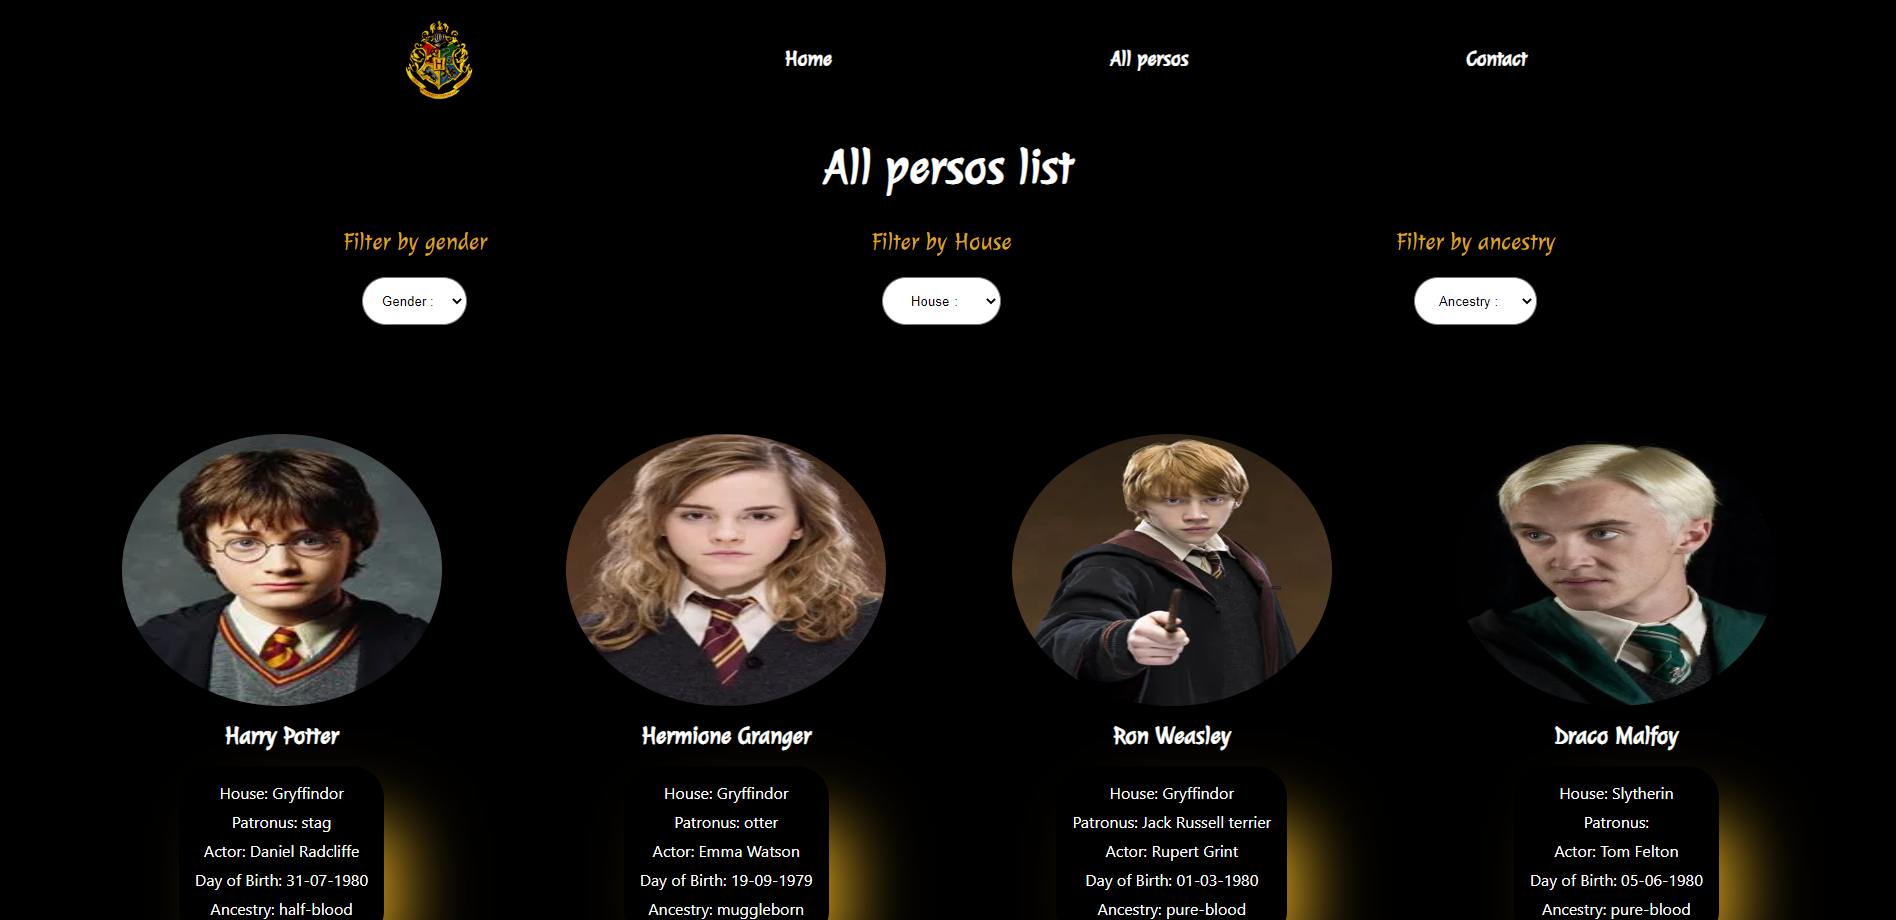 Home
All persos
Contact
All persos list
Filter by gender
Filter by House
Filter by ancestry
Gender :
House :
Ancestry :
Harry Potter
Hermione Granger
Ron Weasley
Draco Malfoy
House: Gryffindor
Patronus: stag
Actor: Daniel Radcliffe
Day of Birth: 31-07-1980
Ancestry: half-blood
House: Gryffindor
Patronus: otter
Actor: Emma Watson
Day of Birth: 19-09-1979
Ancestry: muggleborn
House: Gryffindor
Patronus: Jack Russell terrier
Actor: Rupert Grint
Day of Birth: 01-03-1980
Ancestry: pure-blood
House: Slytherin
Patronus:
Actor: Tom Felton
Day of Birth: 05-06-1980
Ancestry: pure-blood